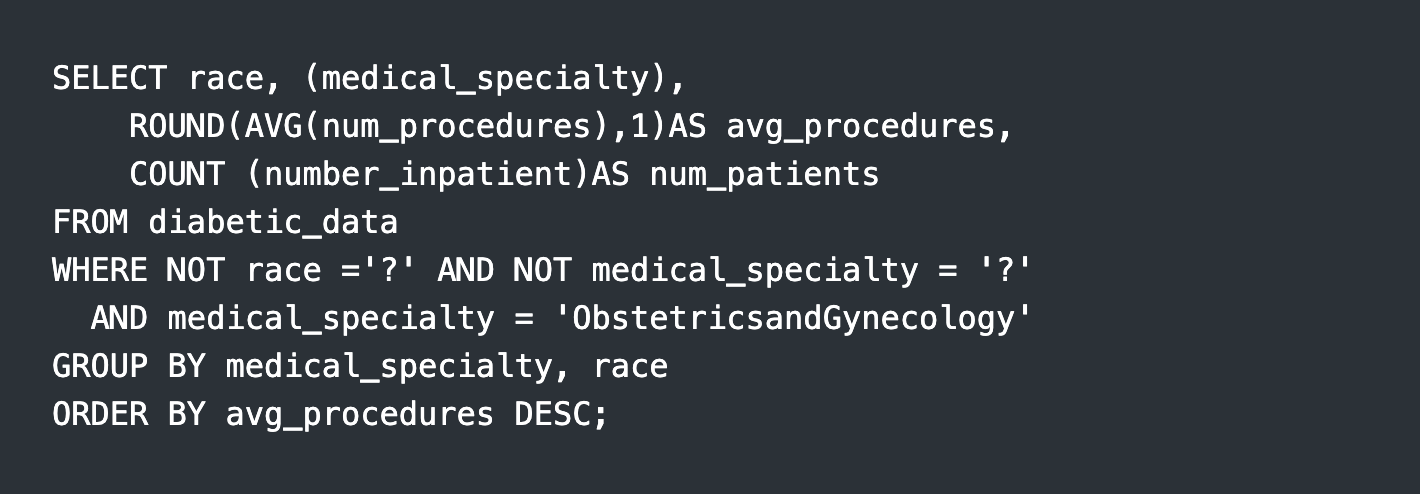 SELECT race, (medical_specialty),
ROUND(AVG(num_procedures),1)AS avg_procedures,
COUNT (number_inpatient)AS num_patients
FROM diabetic_data
WHERE NOT race ='?' AND NOT medical_specialty = '?'
AND medical_specialty = 'ObstetricsandGynecology'
GROUP BY medical_specialty, race
ORDER BY avg_procedures DESC;